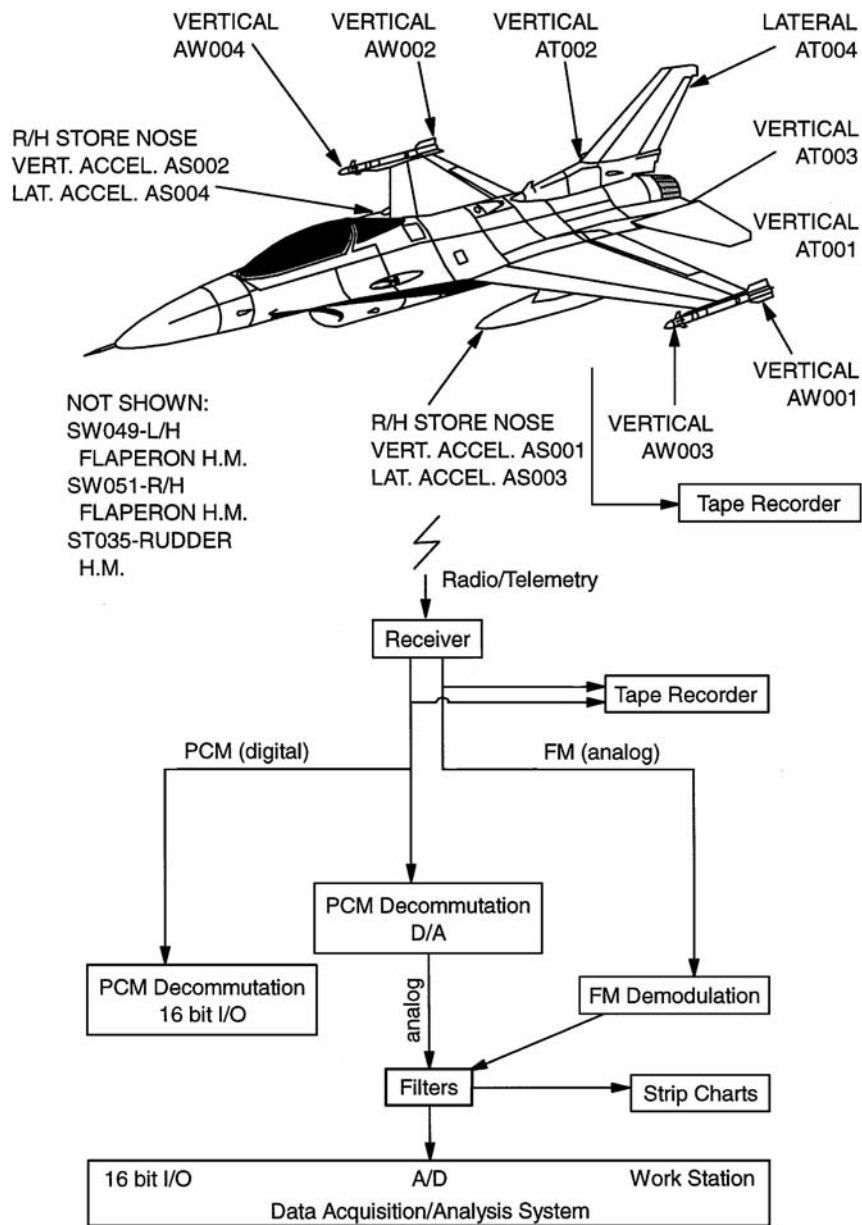 VERTICAL
AW004
VERTICAL
AW002
VERTICAL
AT002
LATERAL
AT004
R/H STORE NOSE
VERT. ACCEL. AS002
LAT. ACCEL. AS004
VERTICAL
AT003
VERTICAL
AT001
VERTICAL
AW001
NOT SHOWN:
SW049-L/H
FLAPERON H.M.
SW051-R/H
FLAPERON H.M.
ST035-RUDDER
H.M.
R/H STORE NOSE
VERT. ACCEL. AS001
LAT. ACCEL. AS003
VERTICAL
AW003
Tape Recorder
Radio/Telemetry
Receiver
Tape Recorder
PCM (digital)
FM (analog)
PCM Decommutation
D/A
PCM Decommutation
16 bit I/O
analog
FM Demodulation
Filters
Strip Charts
16 bit I/O A/D Work Station
Data Acquisition/Analysis System